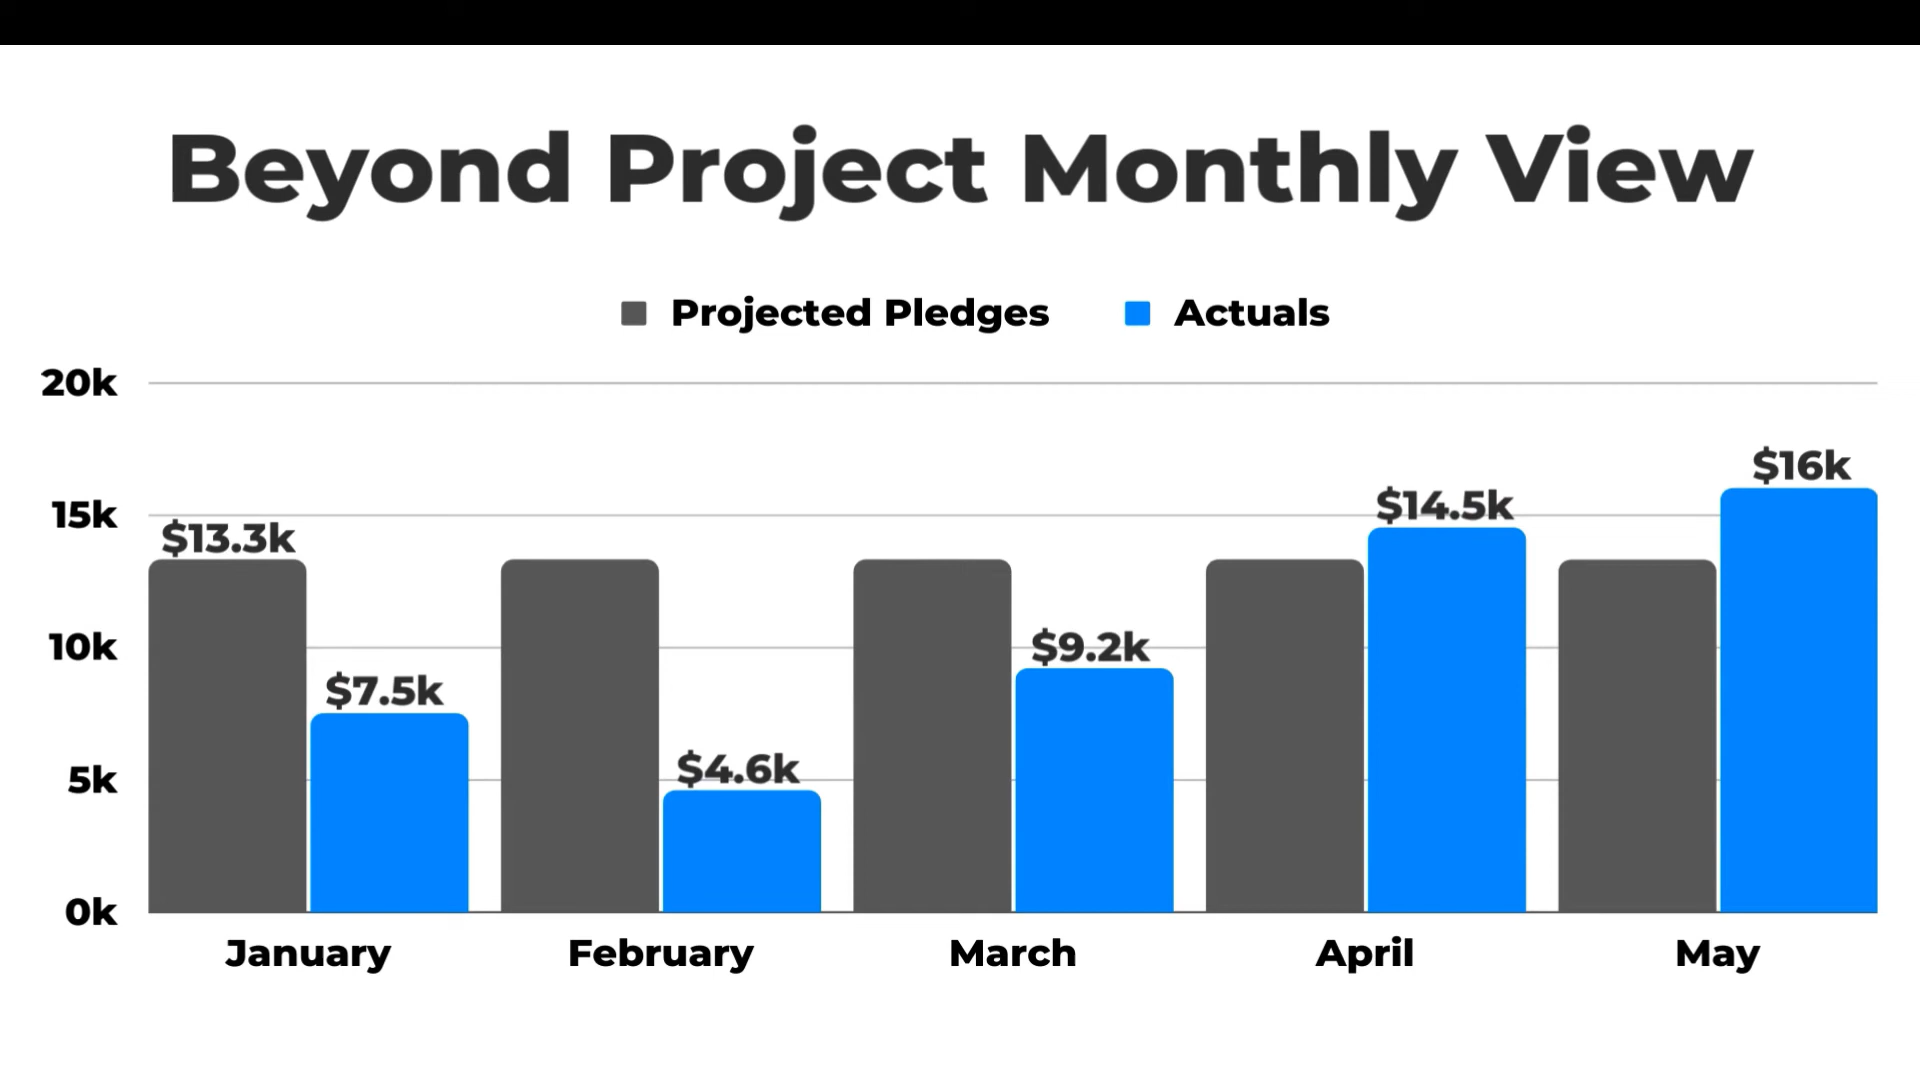 Beyond Project Monthly View
Projected Pledges Actuals
20k
15k
10k
5k
0k
$13.3k
$7.5k
$4.6k
$9.2k
$14.5k
$16k
January February March April May